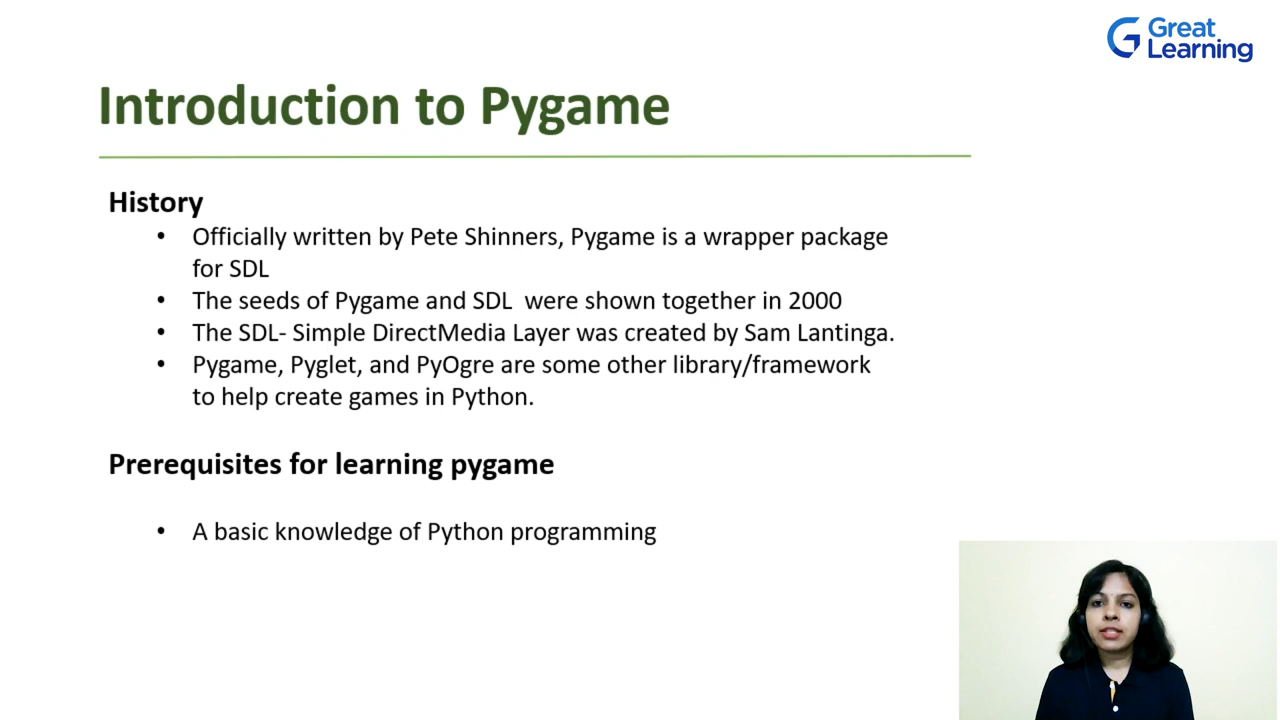 Great
Learning
Introduction to Pygame
History
• Officially written by Pete Shinners, Pygame is a wrapper package
for SDL
• The seeds of Pygame and SDL  were shown together in 2000
• The SDL- Simple DirectMedia Layer was created by Sam Lantinga.
• Pygame, Pyglet, and PyOgre are some other library/framework
to help create games in Python.
Prerequisites for learning pygame
• A basic knowledge of Python programming